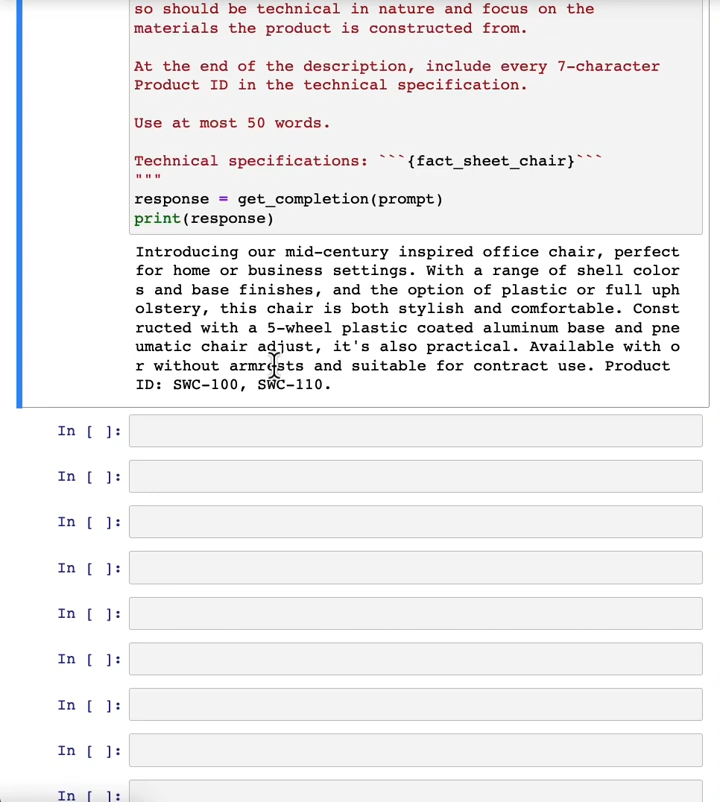 so should be technical in nature and focus on the
materials the product is constructed from.
At the end of the description, include every 7-character
Product ID in the technical specification.
Use at most 50 words.
Technical specifications: ```{fact_sheet_chair}```
"""
response = get_completion(prompt)
print(response)
Introducing our mid-century inspired office chair, perfect
for home or business settings. With a range of shell color
s and base finishes, and the option of plastic or full uph
olstery, this chair is both stylish and comfortable. Const
ructed with a 5-wheel plastic coated aluminum base and pne
umatic chair adjust, it's also practical. Available with o
r without armrests and suitable for contract use. Product
ID: SWC-100, SWC-110.
In [ ]:
In [ ]:
In [ ]:
In [ ]:
In [ ]:
In [ ]:
In [ ]:
In [ ]:
In [ ]: